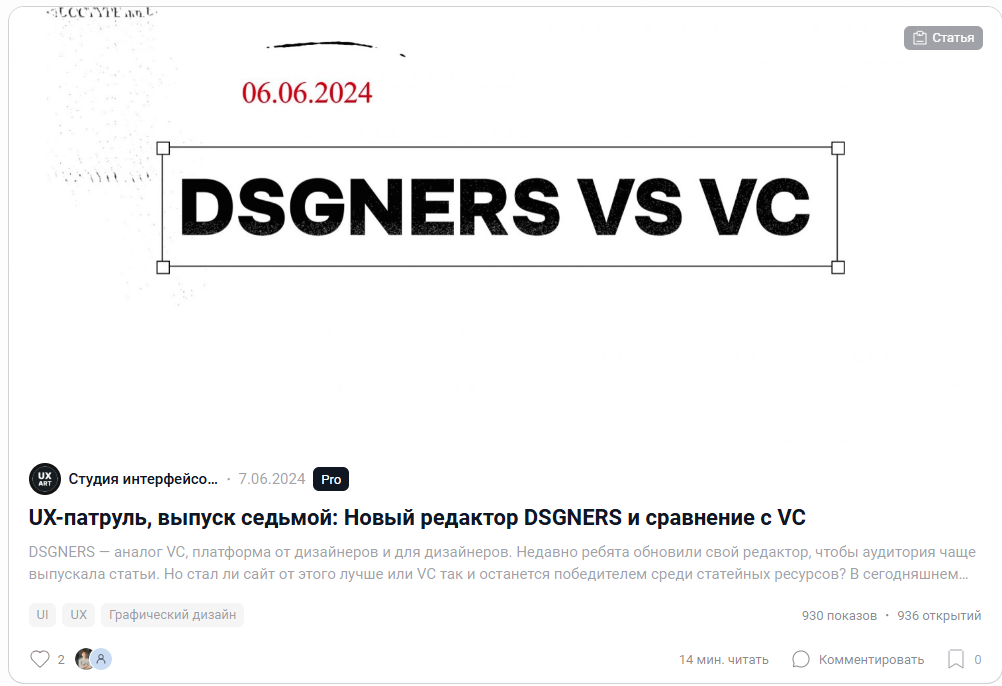 Статья
06.06.2024
DSGNERS VS VC
UX
ART
Студия интерфейсо... · 7.06.2024 Pro
UX-патруль, выпуск седьмой: Новый редактор DSGNERS и сравнение с VC
DSGNERS — аналог VC, платформа от дизайнеров и для дизайнеров. Недавно ребята обновили свой редактор, чтобы аудитория чаще
выпускала статьи. Но стал ли сайт от этого лучше или VC так и останется победителем среди статейных ресурсов? В сегодняшнем...
UI UX Графический дизайн 930 показов · 936 открытий
2 14 мин. читать Комментировать 0